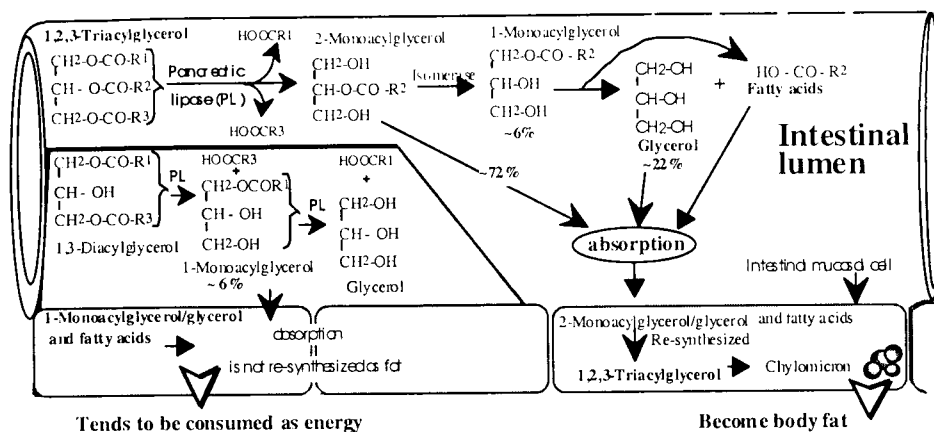 1,2,3-Triacylglycerol
CH2-O-CO-R1
CH - O-CO-R2
CH2-O-CO-R3
HOOCR1
Pancreatic
lipase (PL)
HOOCR3
2-Monoacylglycerol
CH2-OH
CH-O-CO -R2
CH2-OH
Isomerase
1-Monoacylglycerol
CH2-O-CO - R2
CH-OH
CH2-OH
~6%
CH2-OH
CH-OH
CH2-OH
Glycerol
~22%
+
HO -CO-R2
Fatty acids
Intestinal
lumen
~72%
absorption
CH2-O-CO-R1
CH- OH
CH2-O-CO-R3
1,3-Diacylglycerol
PL
HOOCR3
+
CH2-OCOR1
CH- OH
CH2-OH
1-Monoacylglycerol
~6%
PL
HOOCR1
+
CH2-OH
CH- OH
CH2-OH
Glycerol
Intestinal mucosal cell
1-Monoacylglycerol/glycerol
and fatty acids
absorption
is not re-synthesized as fat
Tends to be consumed as energy
2-Monoacylglycerol/glycerol and fatty acids
Re-synthesized
1,2,3-Triacylglycerol
Chylomicron
Become body fat